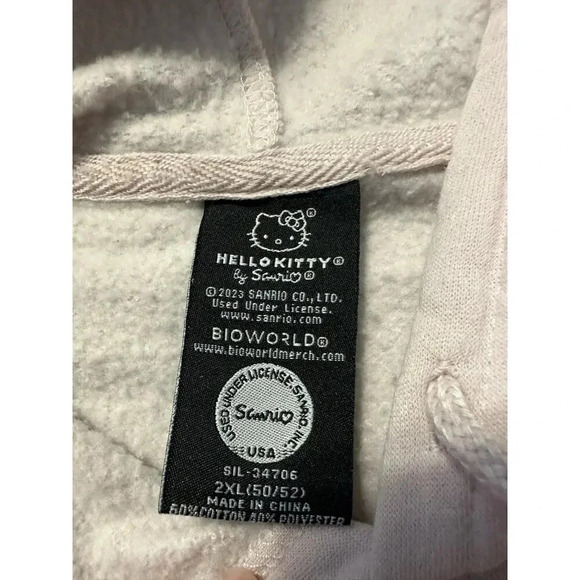 HELLO KITTY®
by Sanrio®
© 2023 SANRIO CO., LTD.
Used Under License.
www.sanrio.com
BIOWORLD®
www.bioworldmerch.com
USED UNDER LICENSE, SANRIO, INC.
Sanrio
USA
SIL-34706
2XL(50/52)
MADE IN CHINA
60%COTTON 40% POLYESTER